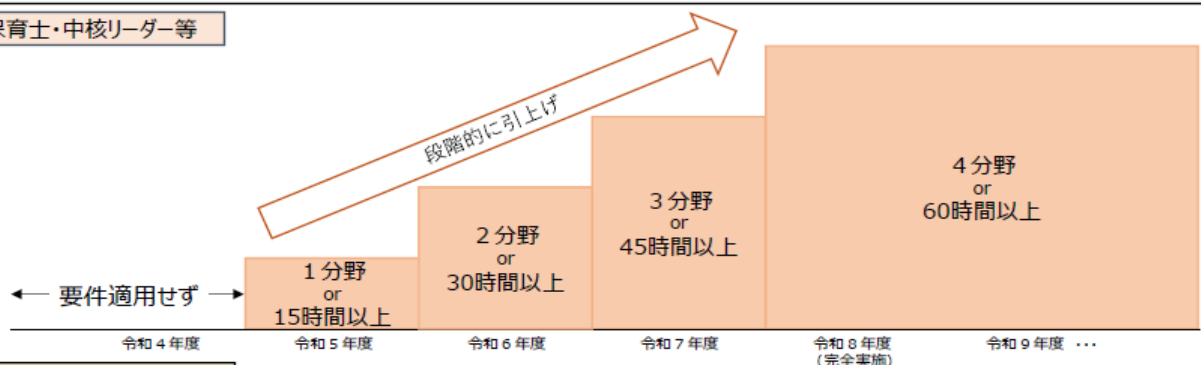 保育士・中核リーダー等
段階的に引上げ
4分野
or
60時間以上
3分野
or
45時間以上
2分野
or
30時間以上
1分野
or
15時間以上
← 要件適用せず →
令和4年度 令和5年度 令和6年度 令和7年度 令和8年度 令和9年度 ・・・
(完全実施)